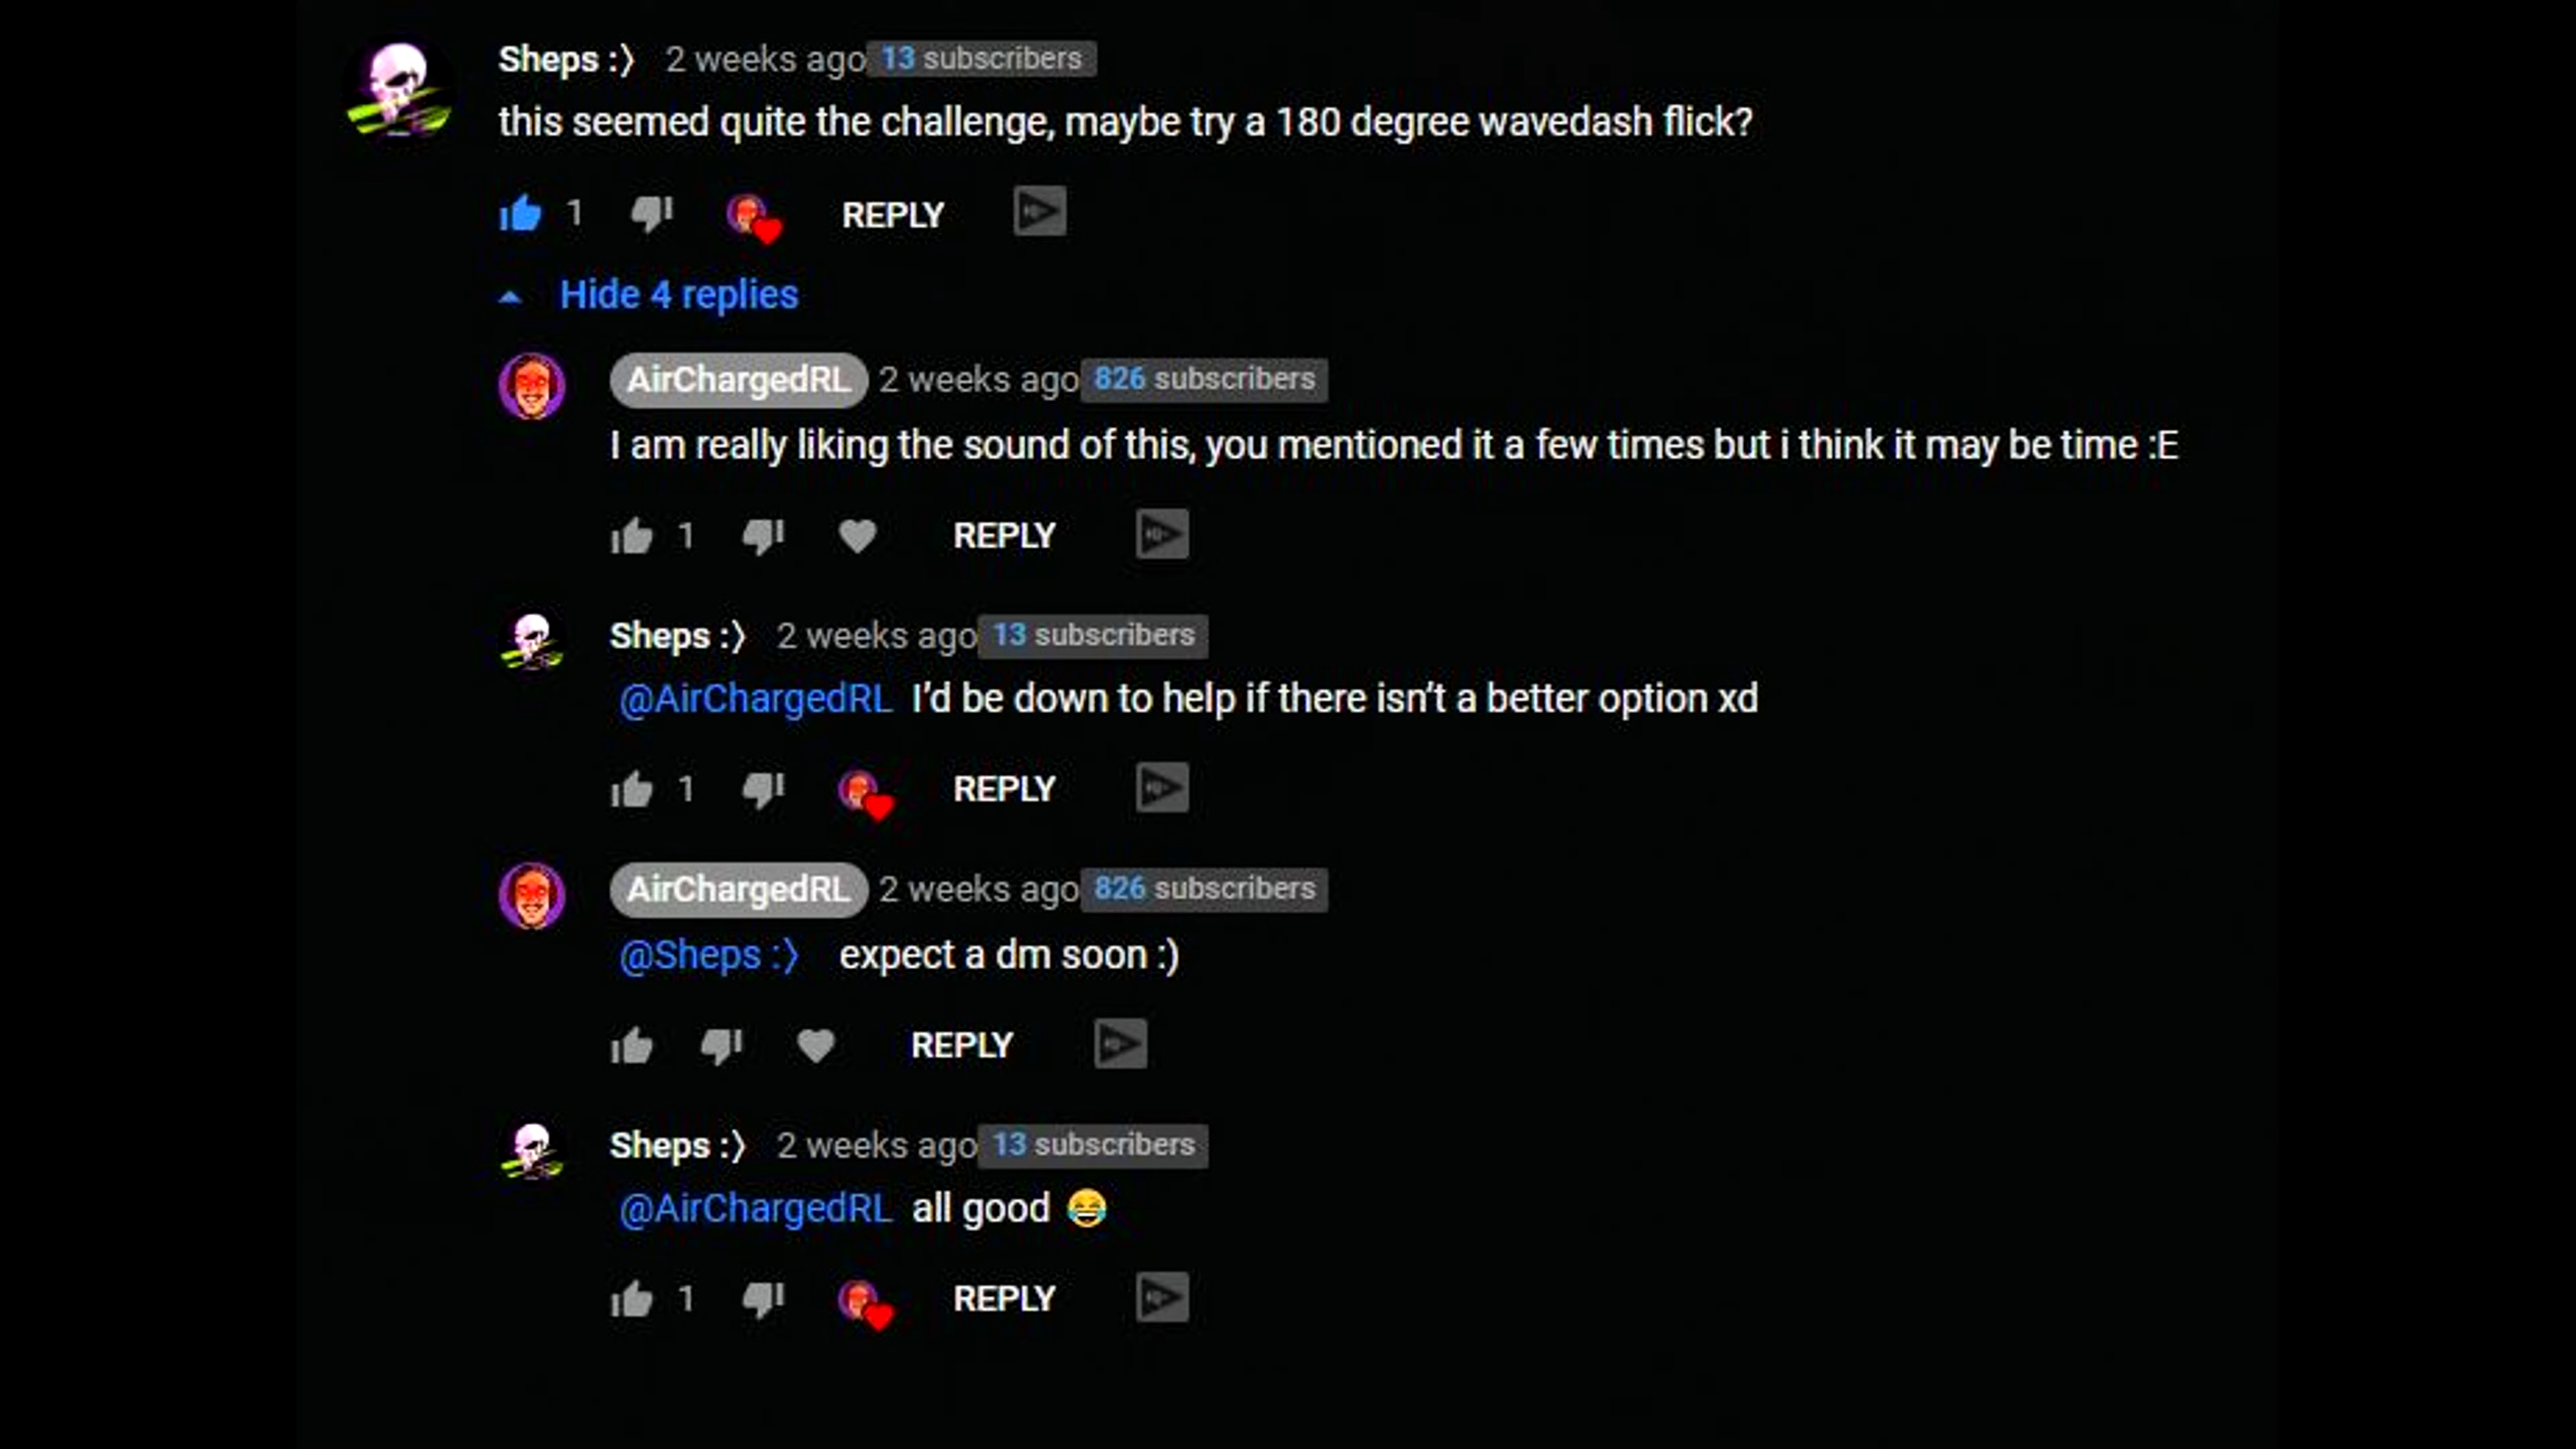 Sheps :⟩ 2 weeks ago 13 subscribers
this seemed quite the challenge, maybe try a 180 degree wavedash flick?
1 REPLY
Hide 4 replies
AirChargedRL 2 weeks ago 826 subscribers
I am really liking the sound of this, you mentioned it a few times but i think it may be time :E
1 REPLY
Sheps :⟩ 2 weeks ago 13 subscribers
@AirChargedRL I’d be down to help if there isn’t a better option xd
1 REPLY
AirChargedRL 2 weeks ago 826 subscribers
@Sheps :⟩ expect a dm soon :)
REPLY
Sheps :⟩ 2 weeks ago 13 subscribers
@AirChargedRL all good 😂
1 REPLY